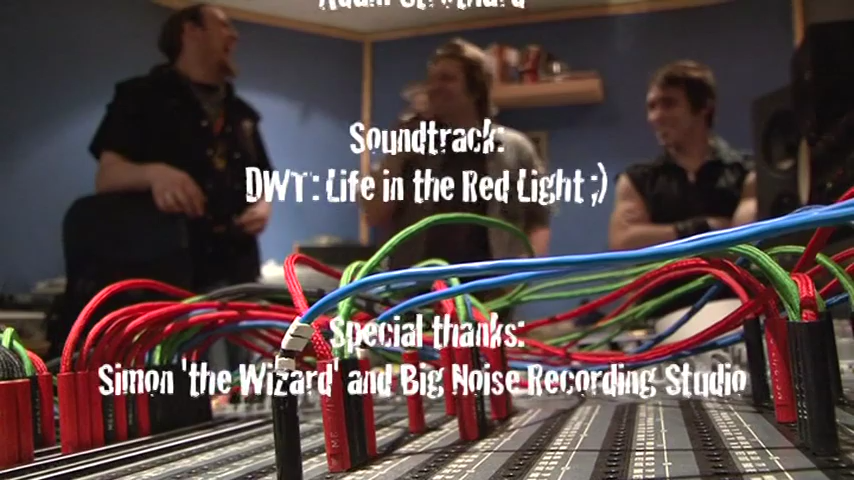 Soundtrack:
DWT: Life in the Red Light ;)
Special thanks:
Simon 'the Wizard' and Big Noise Recording Studio